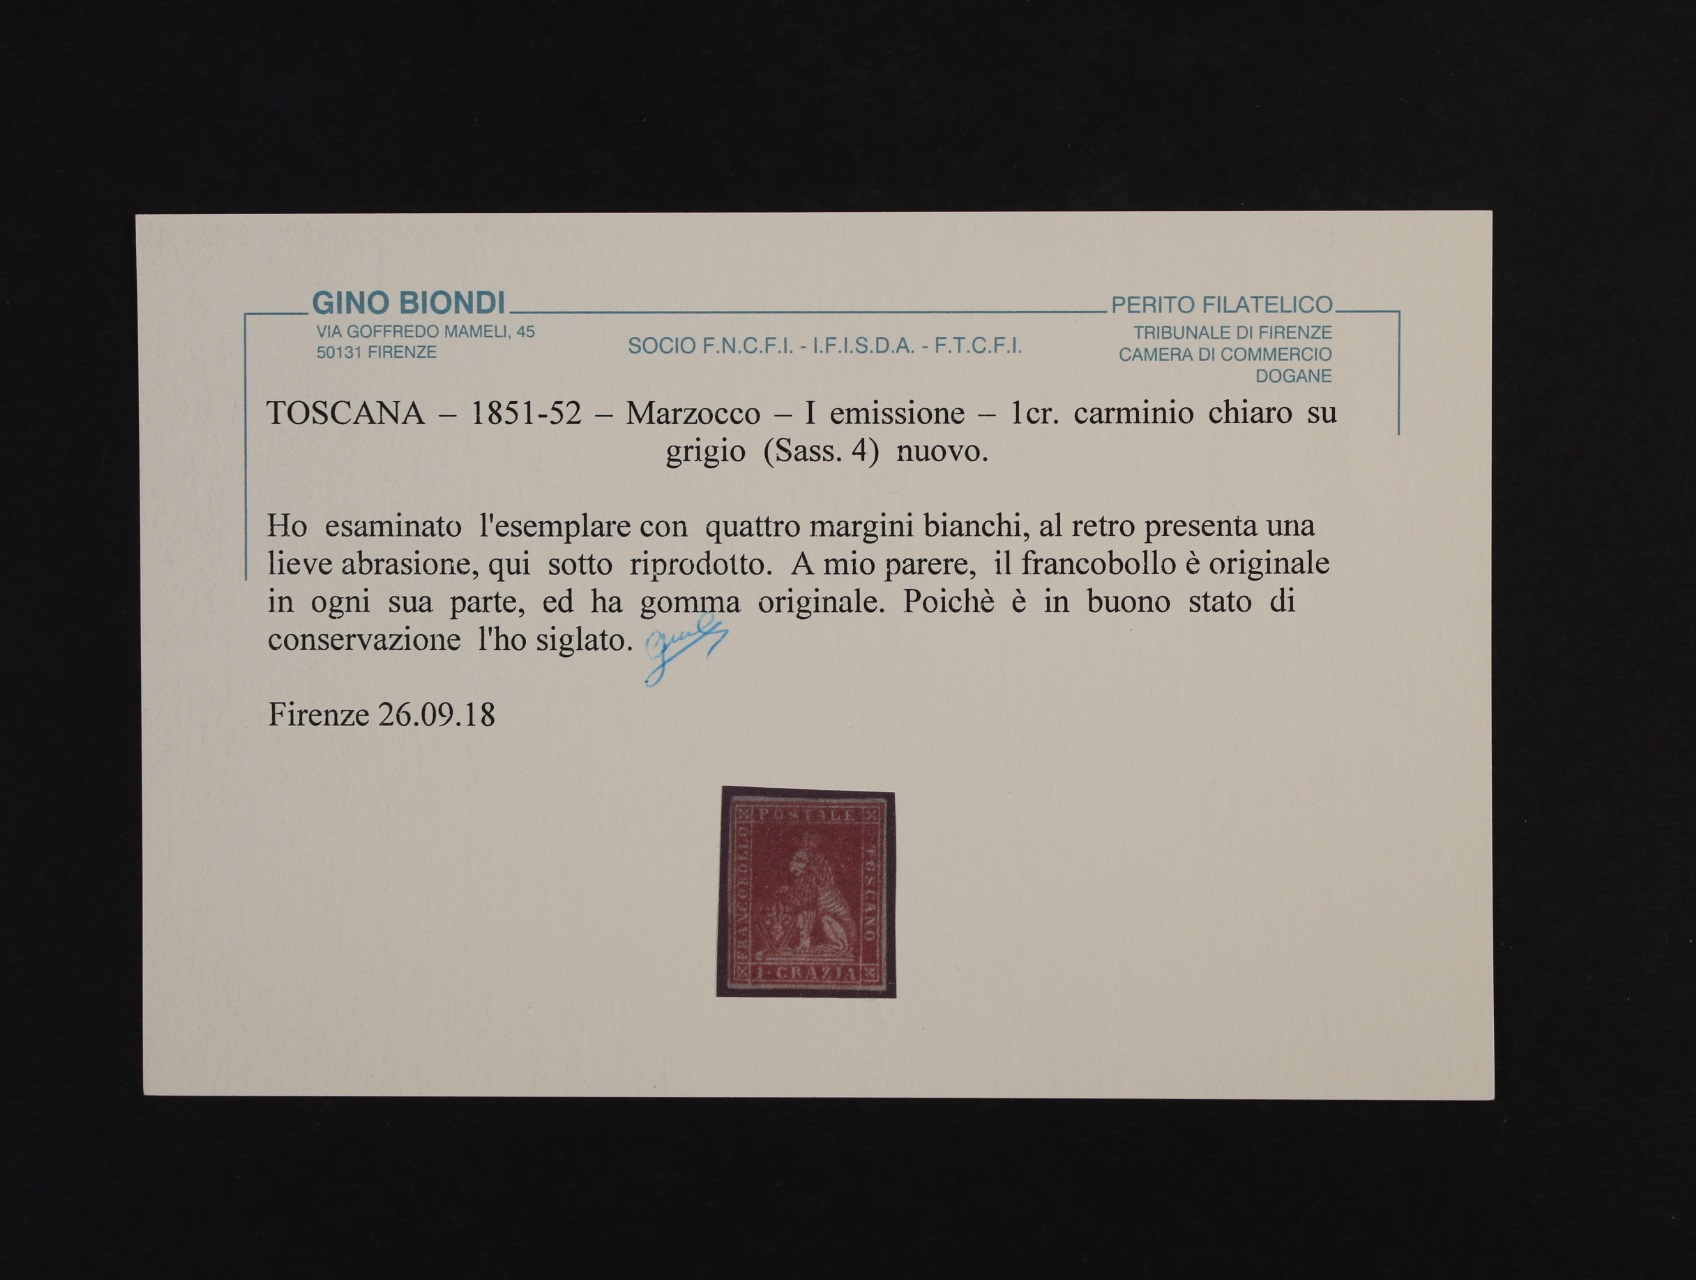 GINO BIONDI
VIA GOFFREDO MAMELI, 45
50131 FIRENZE
SOCIO F.N.C.F.I. - I.F.I.S.D.A. - F.T.C.F.I.
PERITO FILATELICO
TRIBUNALE DI FIRENZE
CAMERA DI COMMERCIO
DOGANE
TOSCANA – 1851-52 – Marzocco – I emissione – 1cr. carminio chiaro su
grigio (Sass. 4) nuovo.
Ho esaminato l'esemplare con quattro margini bianchi, al retro presenta una
lieve abrasione, qui sotto riprodotto. A mio parere, il francobollo è originale
in ogni sua parte, ed ha gomma originale. Poichè è in buono stato di
conservazione l'ho siglato.
Firenze 26.09.18
POSTALE
FRANCOBOLLO
TOSCANO
1·CRAZIA